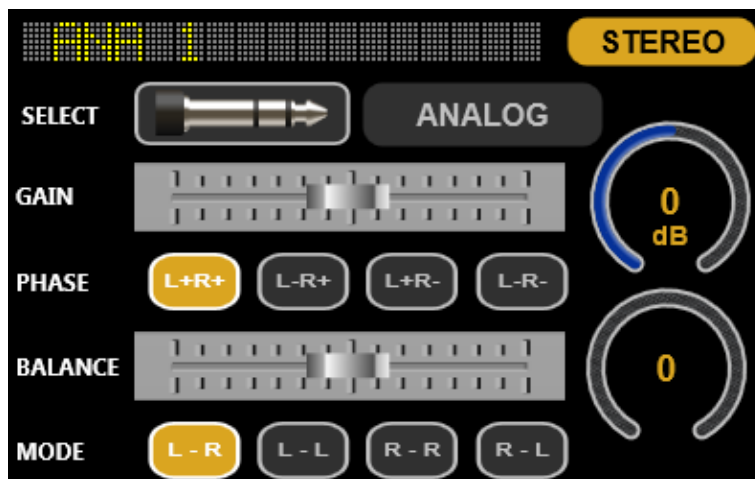 ANA 1 STEREO
SELECT ANALOG
GAIN 0 dB
PHASE L+R+ L-R+ L+R- L-R-
BALANCE 0
MODE L - R L - L R - R R - L